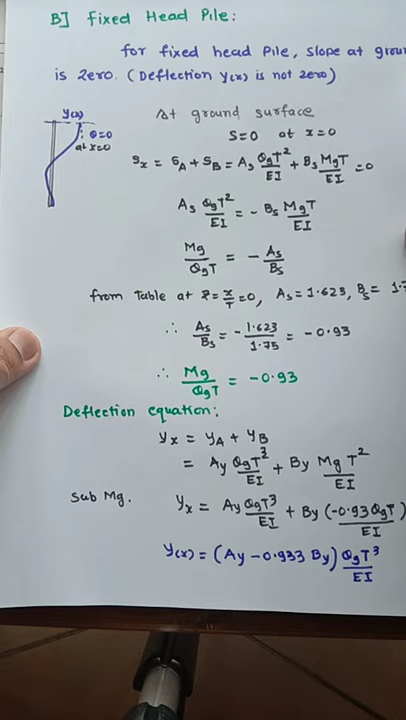 B] Fixed Head Pile:
for fixed head Pile, slope at grou
is zero. (Deflection y(x) is not zero)
y(x)
θ=0
at x=0
At ground surface
S=0 at x=0
Sx = SA + SB = As QgT²/EI + Bs MgT/EI = 0
As QgT²/EI = - Bs MgT/EI
Mg/QgT = - As/Bs
from Table at Z = x/T = 0, As = 1.623, Bs = 1.7
∴ As/Bs = - 1.623/1.75 = -0.93
∴ Mg/QgT = -0.93
Deflection equation:
yx = yA + yB
= Ay QgT³/EI + By Mg T²/EI
Sub Mg. yx = Ay QgT³/EI + By (-0.93 QgT)/EI
y(x) = (Ay - 0.933 By) QgT³/EI